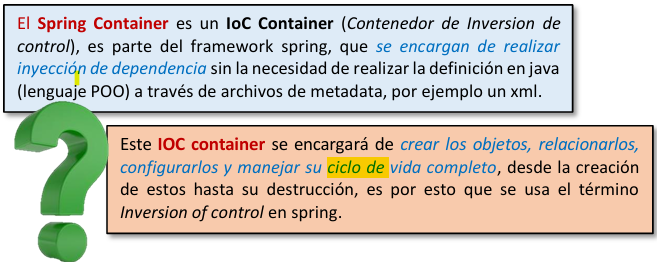 El Spring Container es un IoC Container (Contenedor de Inversion de
control), es parte del framework spring, que se encargan de realizar
inyección de dependencia sin la necesidad de realizar la definición en java
(lenguaje POO) a través de archivos de metadata, por ejemplo un xml.
Este IOC container se encargará de crear los objetos, relacionarlos,
configurarlos y manejar su ciclo de vida completo, desde la creación
de estos hasta su destrucción, es por esto que se usa el término
Inversion of control en spring.